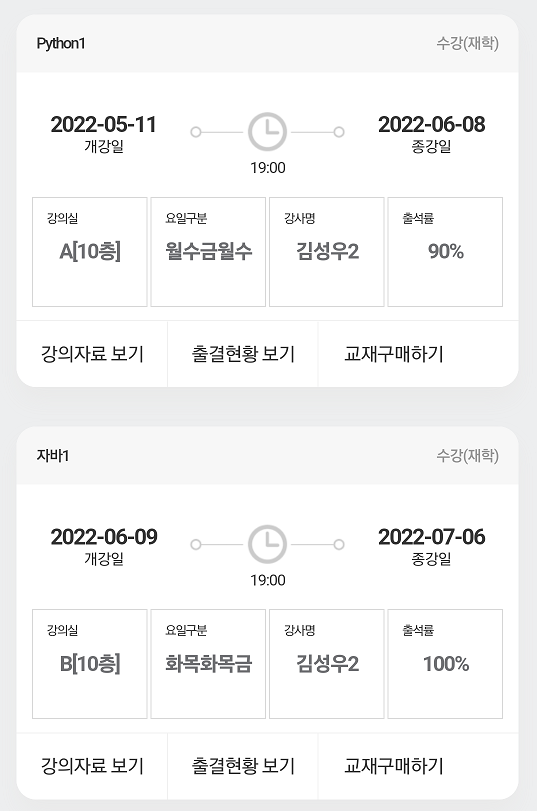 Python1 수강(재학)
2022-05-11 2022-06-08
개강일 종강일
19:00
강의실 요일구분 강사명 출석률
A[10층] 월수금월수 김성우2 90%
강의자료 보기 출결현황 보기 교재구매하기
자바1 수강(재학)
2022-06-09 2022-07-06
개강일 종강일
19:00
강의실 요일구분 강사명 출석률
B[10층] 화목화목금 김성우2 100%
강의자료 보기 출결현황 보기 교재구매하기